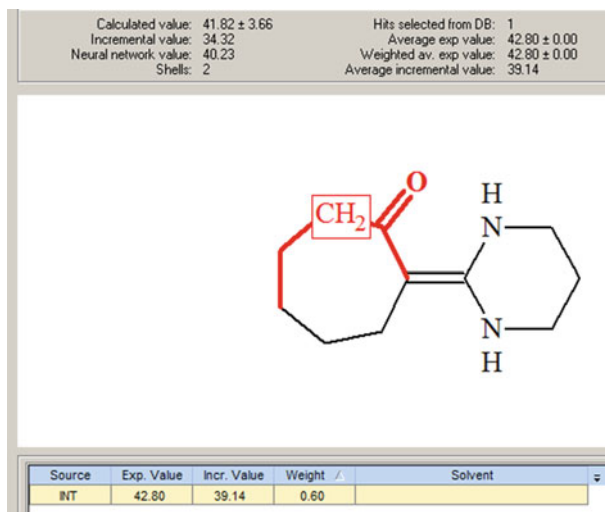 Calculated value: 41.82 ± 3.66 Hits selected from DB: 1
Incremental value: 34.32 Average exp value: 42.80 ± 0.00
Neural network value: 40.23 Weighted av. exp value: 42.80 ± 0.00
Shells: 2 Average incremental value: 39.14
O
H
CH2
N
N
H
Source Exp. Value Incr. Value Weight Solvent
INT 42.80 39.14 0.60